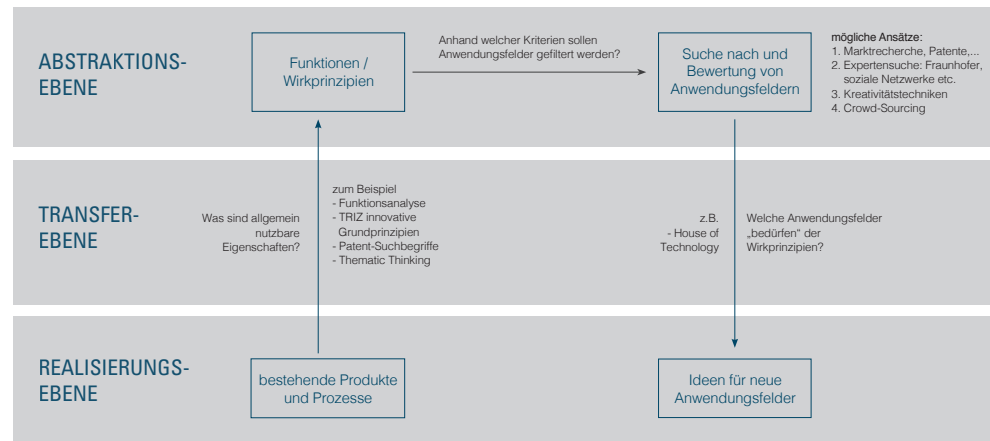 ABSTRAKTIONS-
EBENE
Funktionen /
Wirkprinzipien
Anhand welcher Kriterien sollen
Anwendungsfelder gefiltert werden?
Suche nach und
Bewertung von
Anwendungsfeldern
mögliche Ansätze:
1. Marktrecherche, Patente,...
2. Expertensuche: Fraunhofer,
soziale Netzwerke etc.
3. Kreativitätstechniken
4. Crowd-Sourcing
TRANSFER-
EBENE
Was sind allgemein
nutzbare
Eigenschaften?
zum Beispiel
- Funktionsanalyse
- TRIZ innovative
Grundprinzipien
- Patent-Suchbegriffe
- Thematic Thinking
z.B.
- House of
Technology
Welche Anwendungsfelder
„bedürfen“ der
Wirkprinzipien?
REALISIERUNGS-
EBENE
bestehende Produkte
und Prozesse
Ideen für neue
Anwendungsfelder